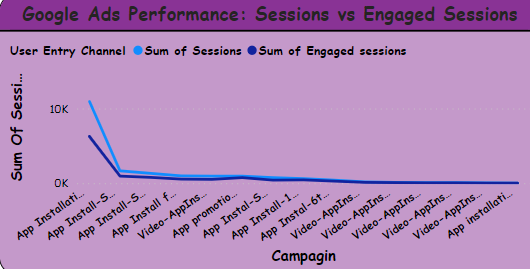 Google Ads Performance: Sessions vs Engaged Sessions
User Entry Channel Sum of Sessions Sum of Engaged sessions
Sum Of Sessi...
10K
0K
App Installati...
App Install-S...
App Install-S...
App Install f...
Video-AppIns...
App promotio...
App Instal-S...
App Install-1...
App Instal-6t...
Video-AppIns...
Video-AppIns...
Video-AppIns...
Video-AppIns...
Video-AppIns...
App installati...
Campagin